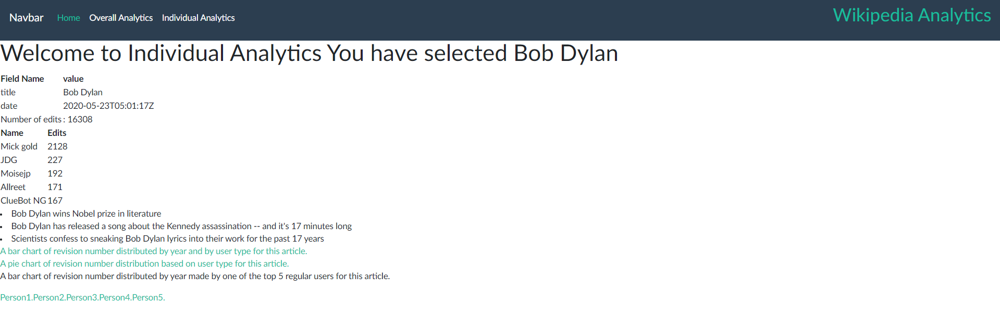 Navbar Home Overall Analytics Individual Analytics Wikipedia Analytics
Welcome to Individual Analytics You have selected Bob Dylan
Field Name value
title Bob Dylan
date 2020-05-23T05:01:17Z
Number of edits : 16308
Name Edits
Mick gold 2128
JDG 227
Moisejp 192
Allreet 171
ClueBot NG 167
• Bob Dylan wins Nobel prize in literature
• Bob Dylan has released a song about the Kennedy assassination -- and it's 17 minutes long
• Scientists confess to sneaking Bob Dylan lyrics into their work for the past 17 years
A bar chart of revision number distributed by year and by user type for this article.
A pie chart of revision number distribution based on user type for this article.
A bar chart of revision number distributed by year made by one of the top 5 regular users for this article.
Person1.Person2.Person3.Person4.Person5.